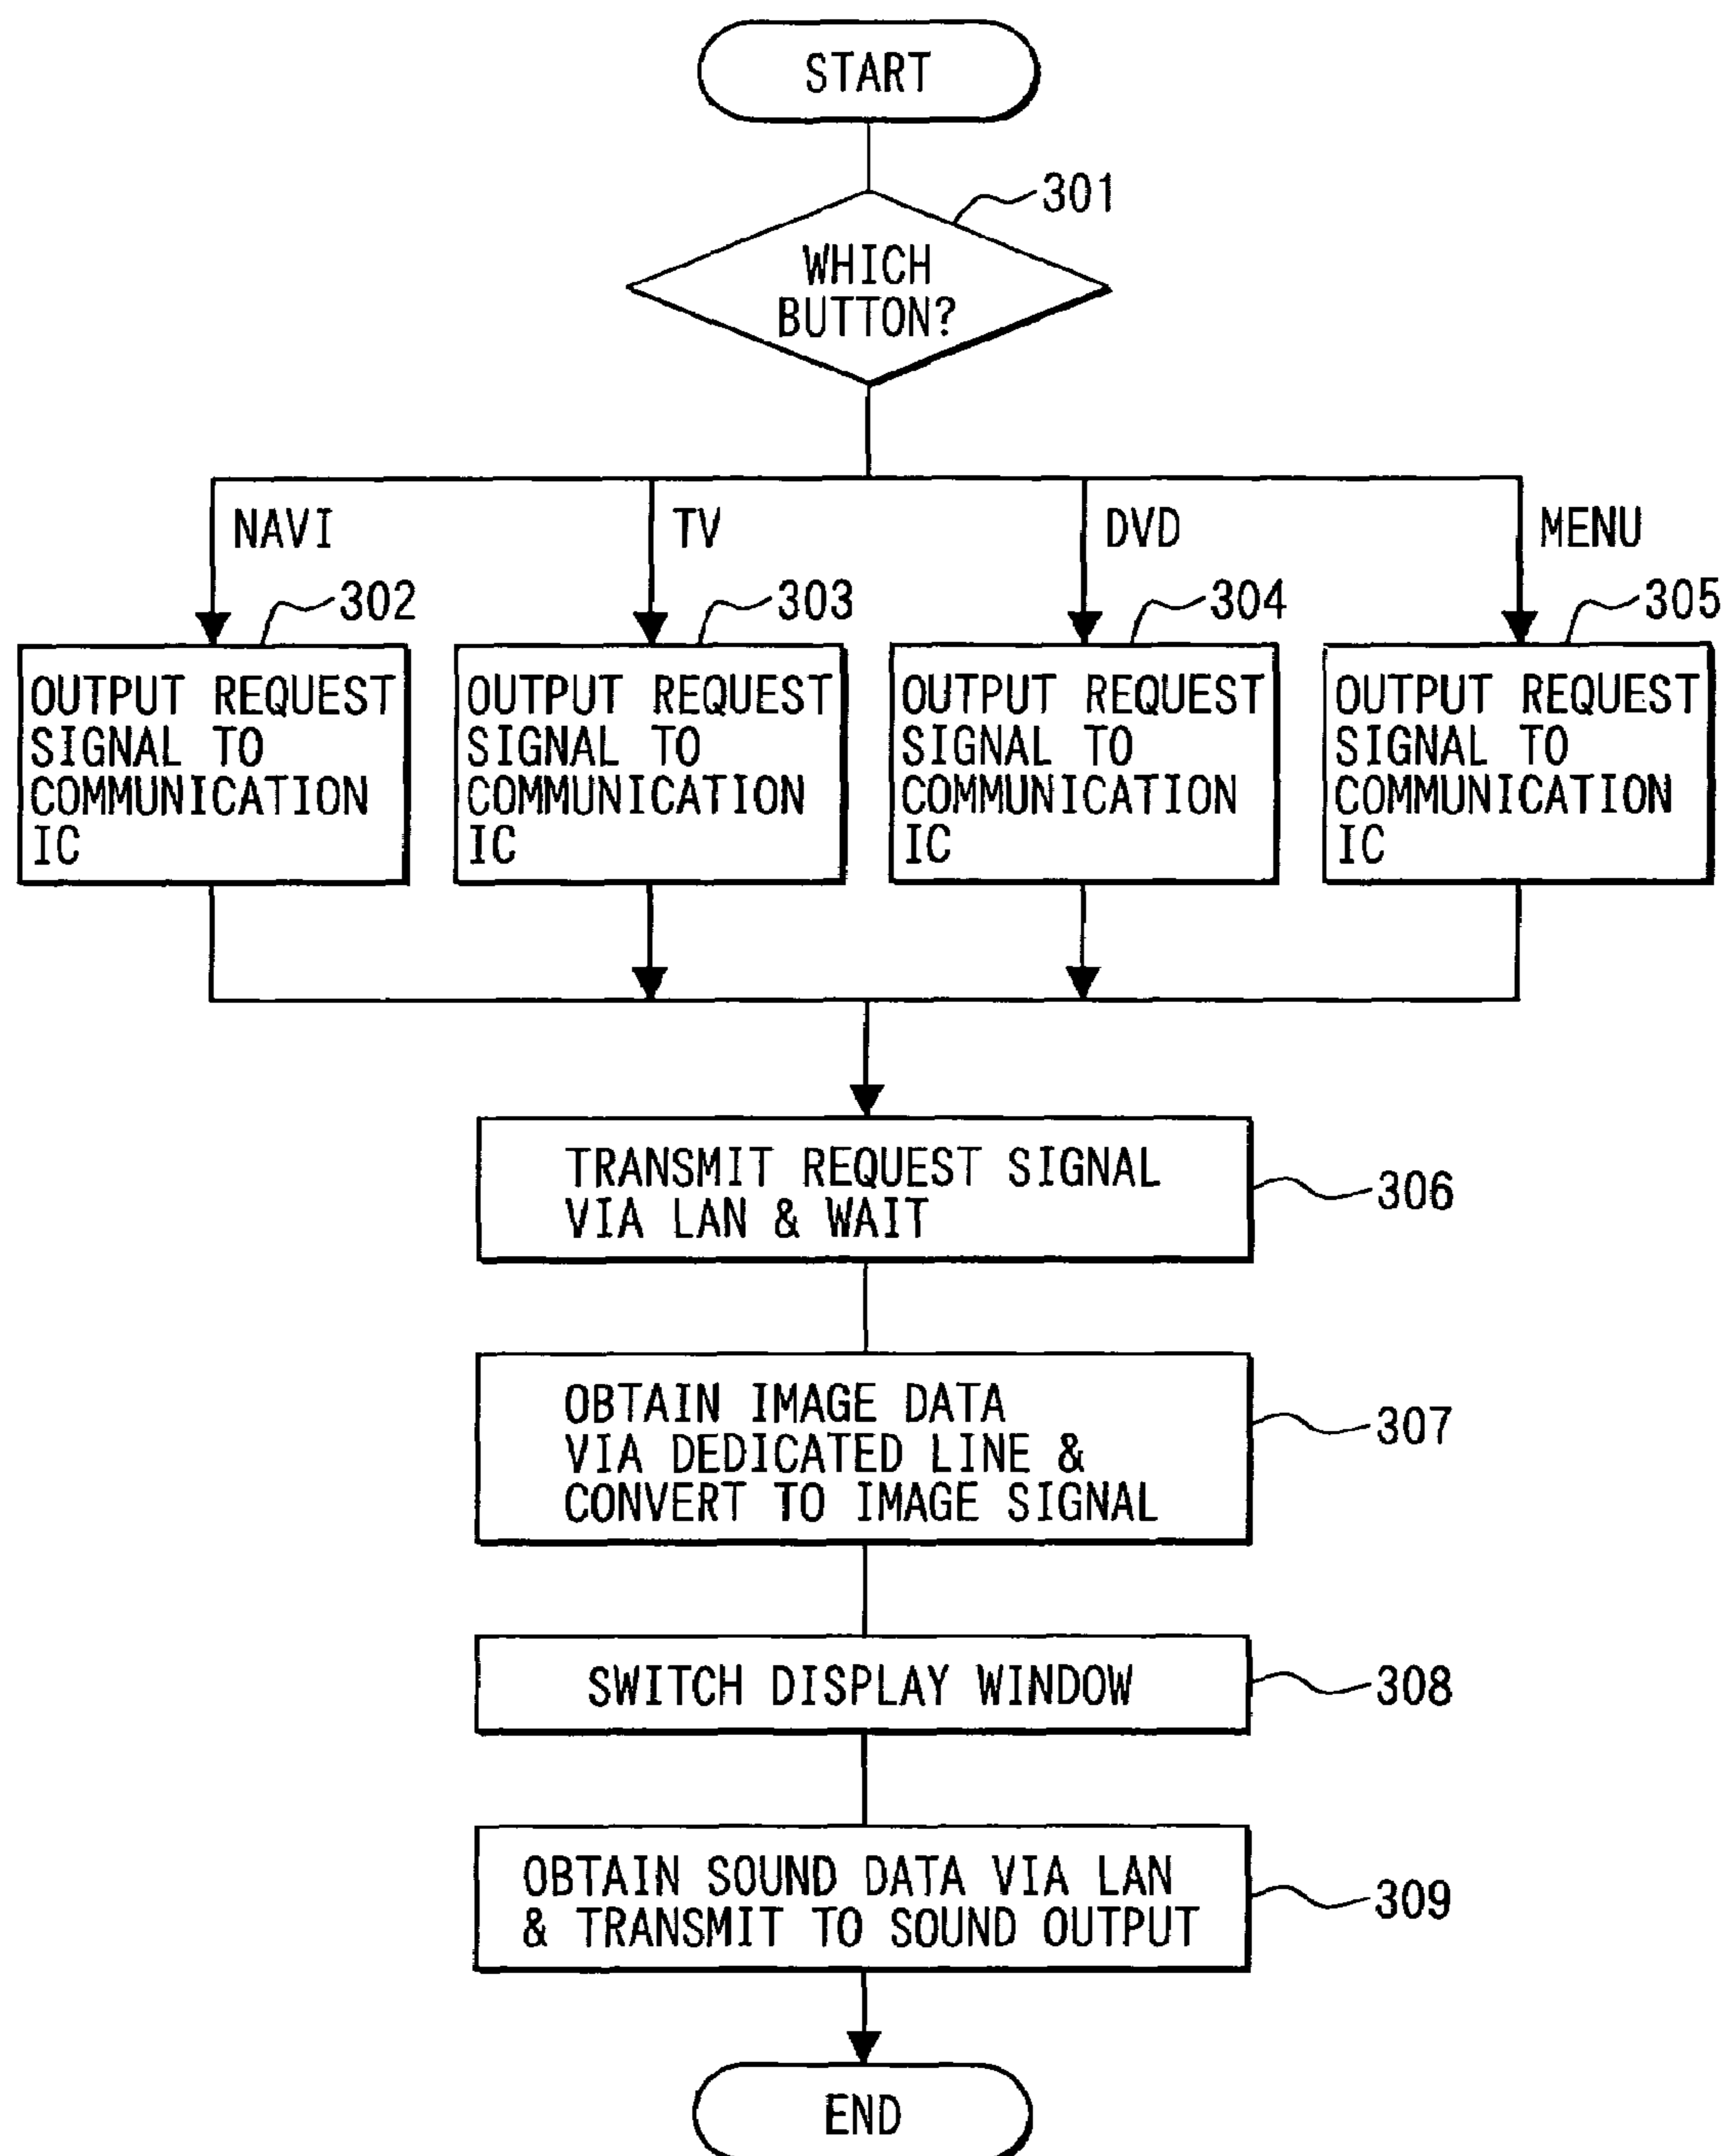 START
301
WHICH
BUTTON?
NAVI
TV
DVD
MENU
302
303
304
305
OUTPUT REQUEST
SIGNAL TO
COMMUNICATION
IC
OUTPUT REQUEST
SIGNAL TO
COMMUNICATION
IC
OUTPUT REQUEST
SIGNAL TO
COMMUNICATION
IC
OUTPUT REQUEST
SIGNAL TO
COMMUNICATION
IC
TRANSMIT REQUEST SIGNAL
VIA LAN & WAIT
306
OBTAIN IMAGE DATA
VIA DEDICATED LINE &
CONVERT TO IMAGE SIGNAL
307
SWITCH DISPLAY WINDOW
308
OBTAIN SOUND DATA VIA LAN
& TRANSMIT TO SOUND OUTPUT
309
END